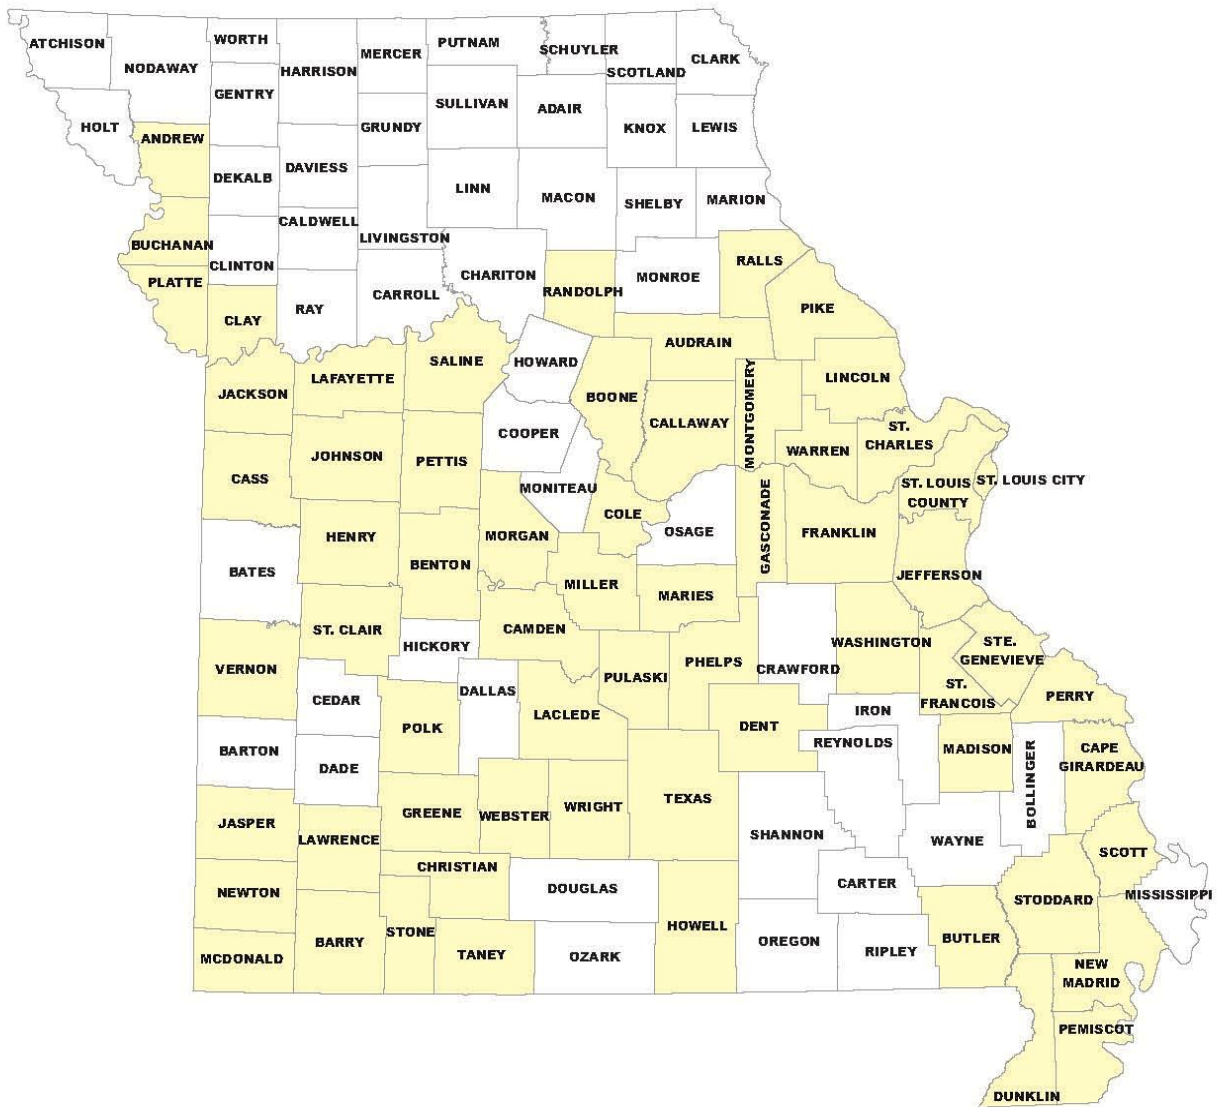 ATCHISON
NODAWAY
WORTH
HARRISON
MERCER
PUTNAM
SCHUYLER
SCOTLAND
CLARK
HOLT
ANDREW
GENTRY
GRUNDY
SULLIVAN
ADAIR
KNOX
LEWIS
DEKALB
DAVIESS
LINN
MACON
SHELBY
MARION
BUCHANAN
CLINTON
CALDWELL
LIVINGSTON
CHARITON
RANDOLPH
MONROE
RALLS
PLATTE
CLAY
RAY
CARROLL
PIKE
AUDRAIN
JACKSON
LAFAYETTE
SALINE
HOWARD
BOONE
CALLAWAY
MONTGOMERY
LINCOLN
CASS
JOHNSON
PETTIS
COOPER
MONITEAU
WARREN
ST.
CHARLES
ST. LOUIS
COUNTY
ST. LOUIS CITY
BATES
HENRY
BENTON
MORGAN
COLE
OSAGE
GASCONADE
FRANKLIN
JEFFERSON
MILLER
MARIES
VERNON
ST. CLAIR
HICKORY
CAMDEN
PULASKI
PHELPS
CRAWFORD
WASHINGTON
STE.
GENEVIEVE
ST.
FRANCOIS
PERRY
CEDAR
POLK
DALLAS
LACLEDE
DENT
IRON
REYNOLDS
MADISON
BOLLINGER
CAPE
GIRARDEAU
BARTON
DADE
JASPER
LAWRENCE
GREENE
WEBSTER
WRIGHT
TEXAS
SHANNON
WAYNE
SCOTT
NEWTON
CHRISTIAN
DOUGLAS
CARTER
STODDARD
MISSISSIPPI
MCDONALD
BARRY
STONE
TANEY
OZARK
HOWELL
OREGON
RIPLEY
BUTLER
NEW
MADRID
PEMISCOT
DUNKLIN